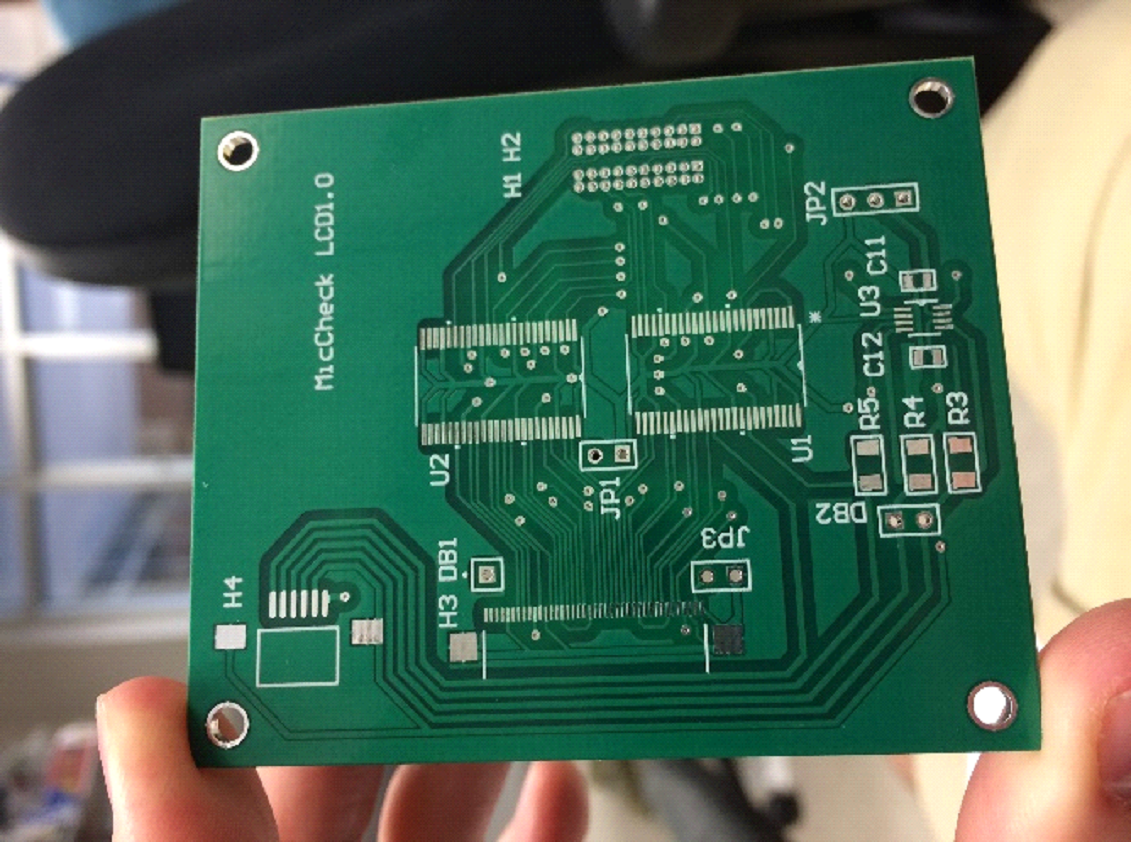 MicCheck LCD1.0
H1 H2
JP2
C11
U3
*
C12
R5
R4
R3
U2
U1
JP1
DB2
JP3
H3 DB1
H4